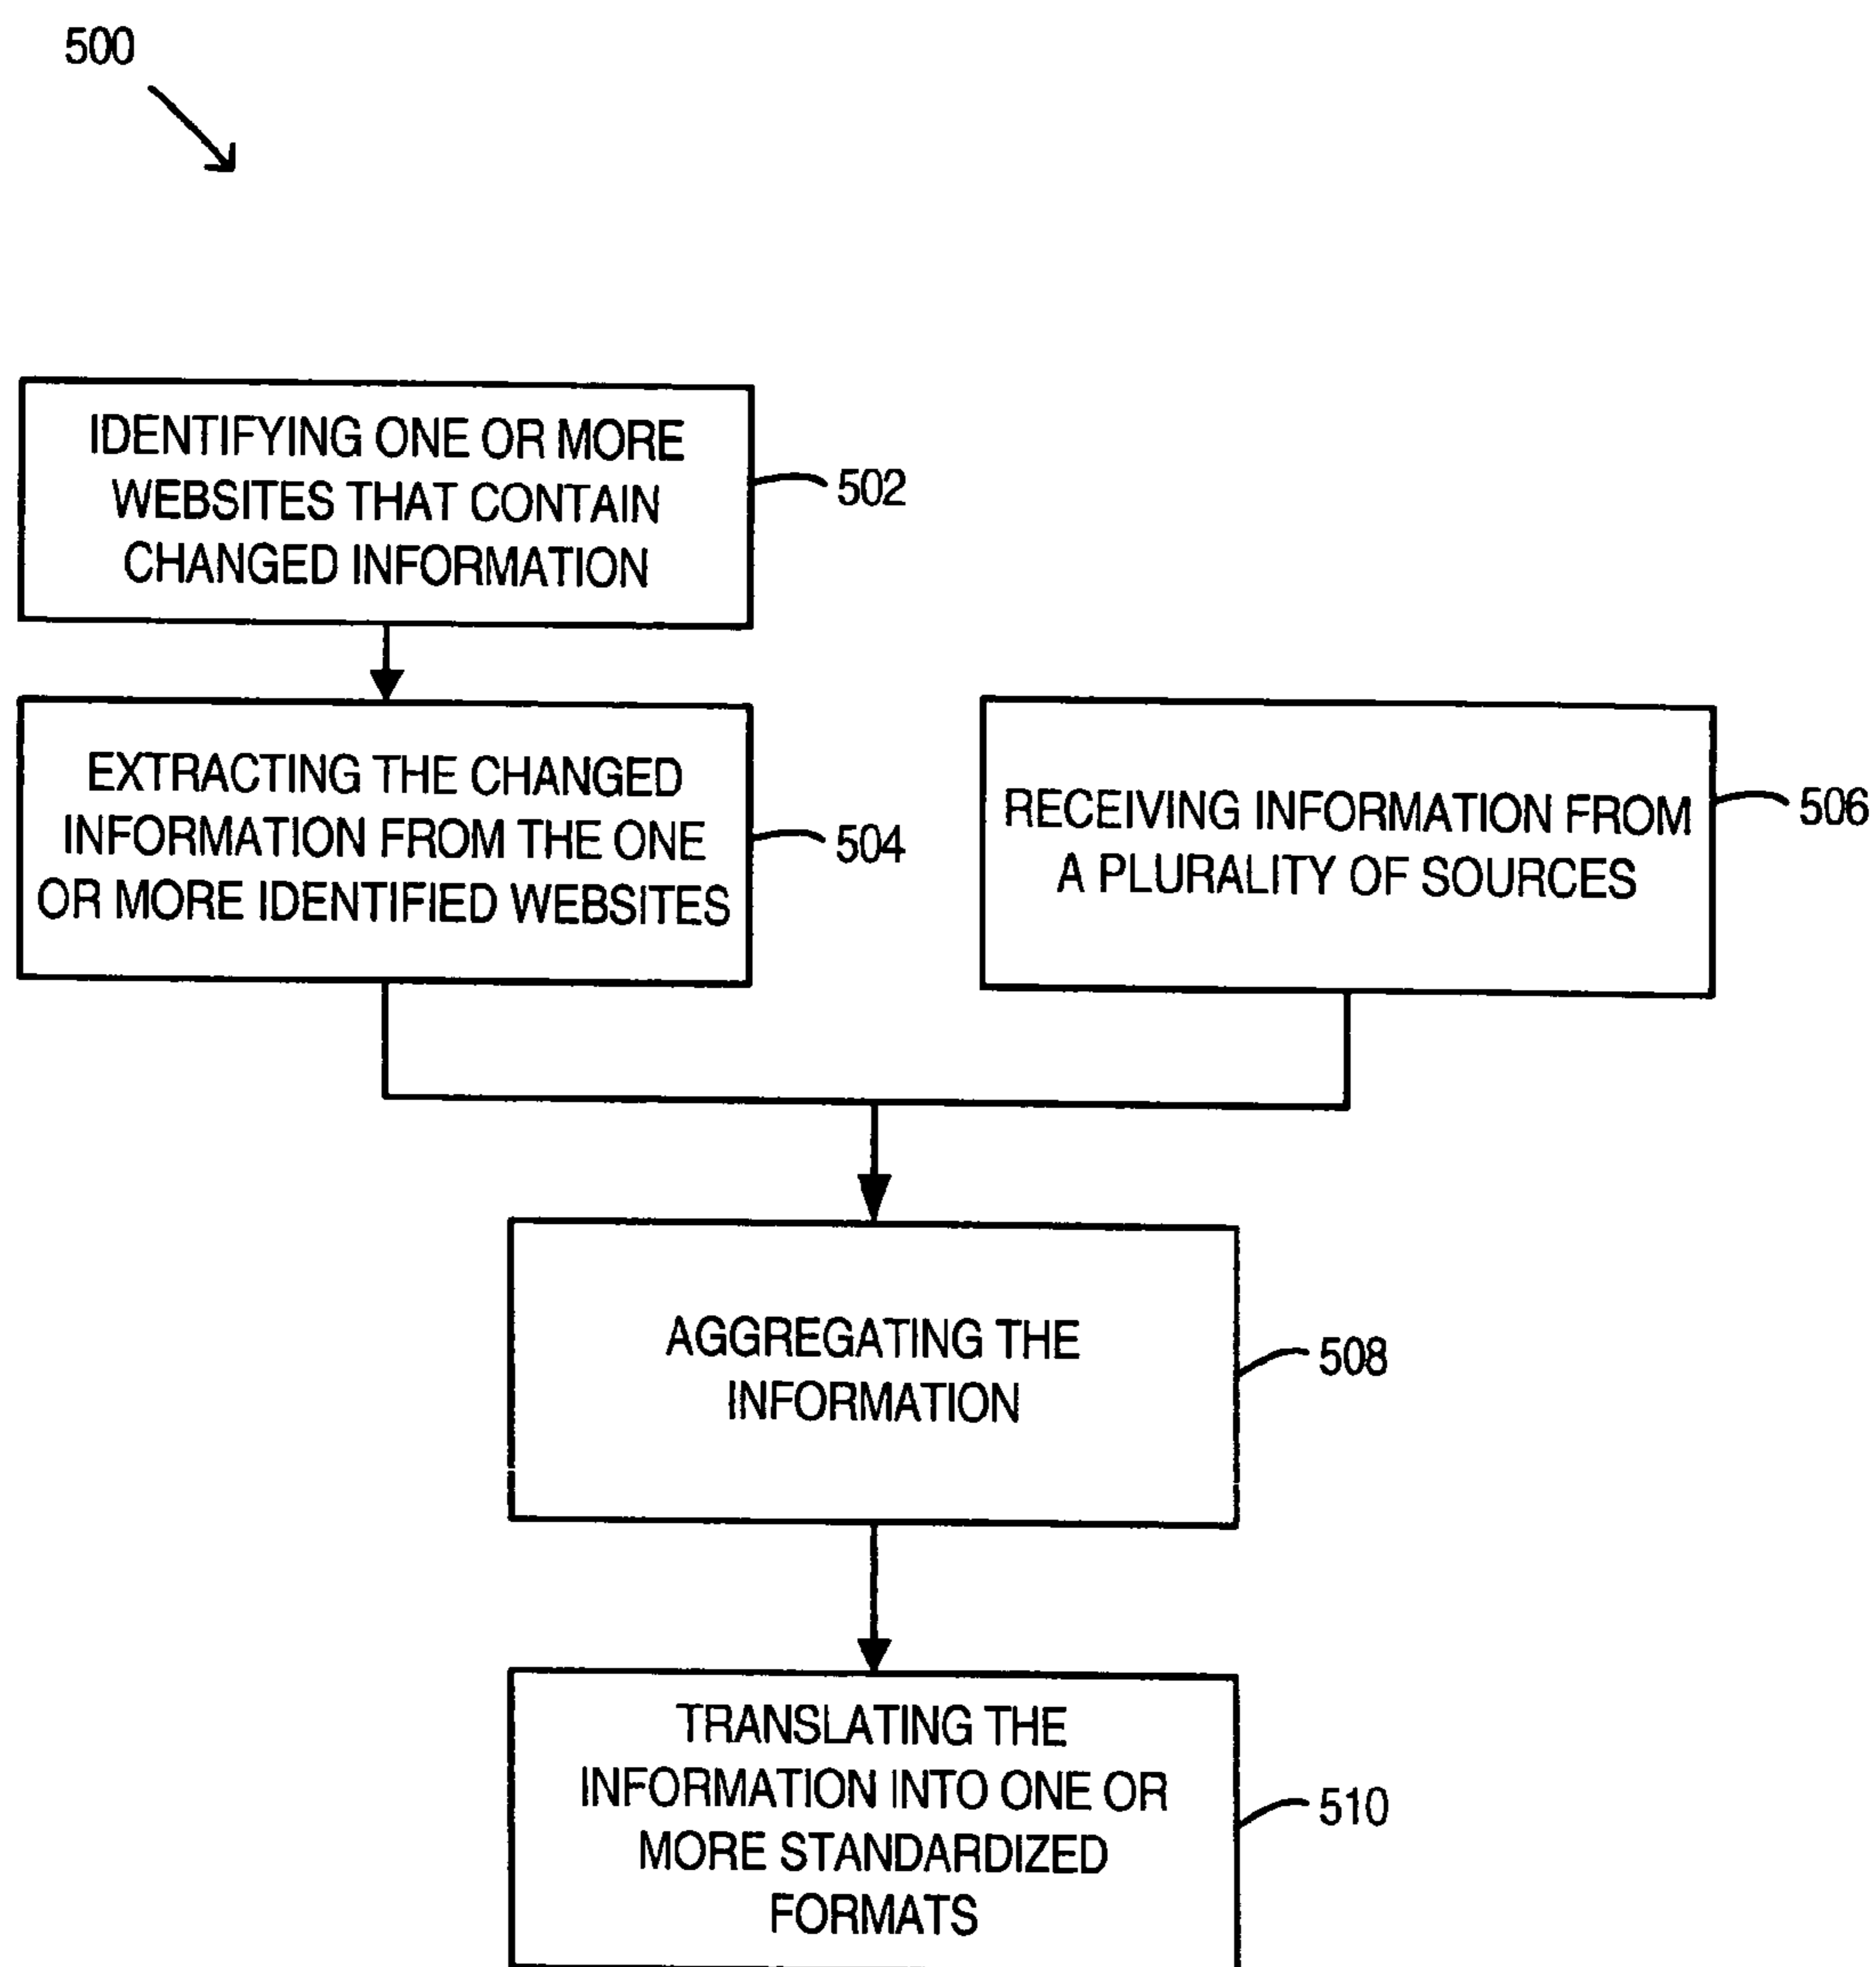 500
IDENTIFYING ONE OR MORE
WEBSITES THAT CONTAIN
CHANGED INFORMATION
502
EXTRACTING THE CHANGED
INFORMATION FROM THE ONE
OR MORE IDENTIFIED WEBSITES
504
RECEIVING INFORMATION FROM
A PLURALITY OF SOURCES
506
AGGREGATING THE
INFORMATION
508
TRANSLATING THE
INFORMATION INTO ONE OR
MORE STANDARDIZED
FORMATS
510